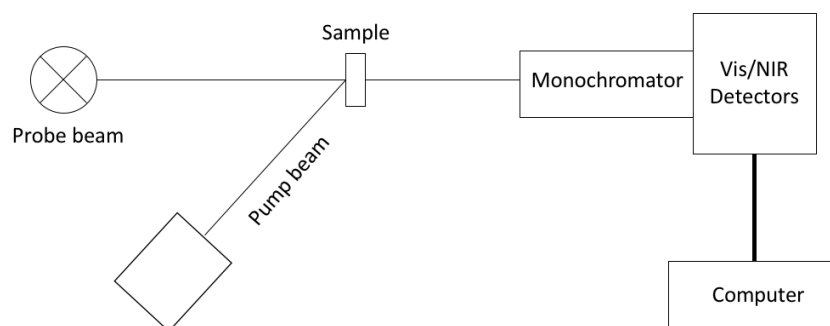 Sample
Probe beam
Pump beam
Monochromator
Vis/NIR
Detectors
Computer